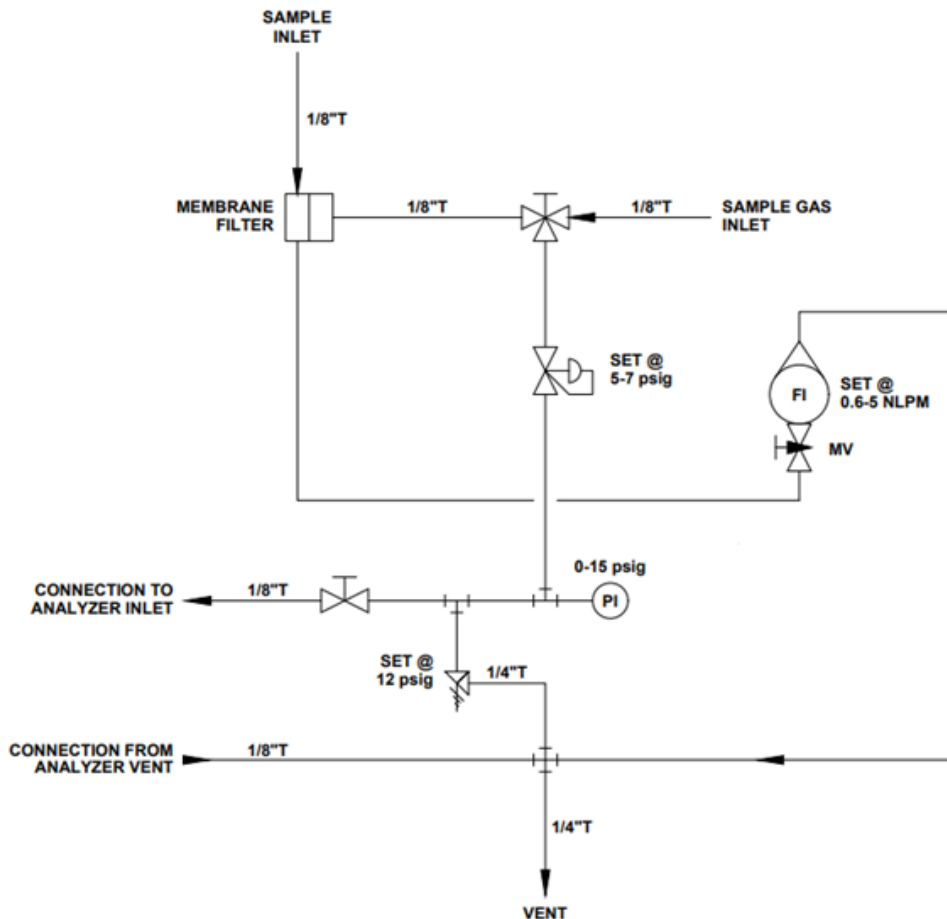 SAMPLE
INLET
1/8"T
MEMBRANE
FILTER
1/8"T
1/8"T
SAMPLE GAS
INLET
SET @
5-7 psig
FI
SET @
0.6-5 NLPM
MV
0-15 psig
CONNECTION TO
ANALYZER INLET
1/8"T
PI
SET @
12 psig
1/4"T
CONNECTION FROM
ANALYZER VENT
1/8"T
1/4"T
VENT